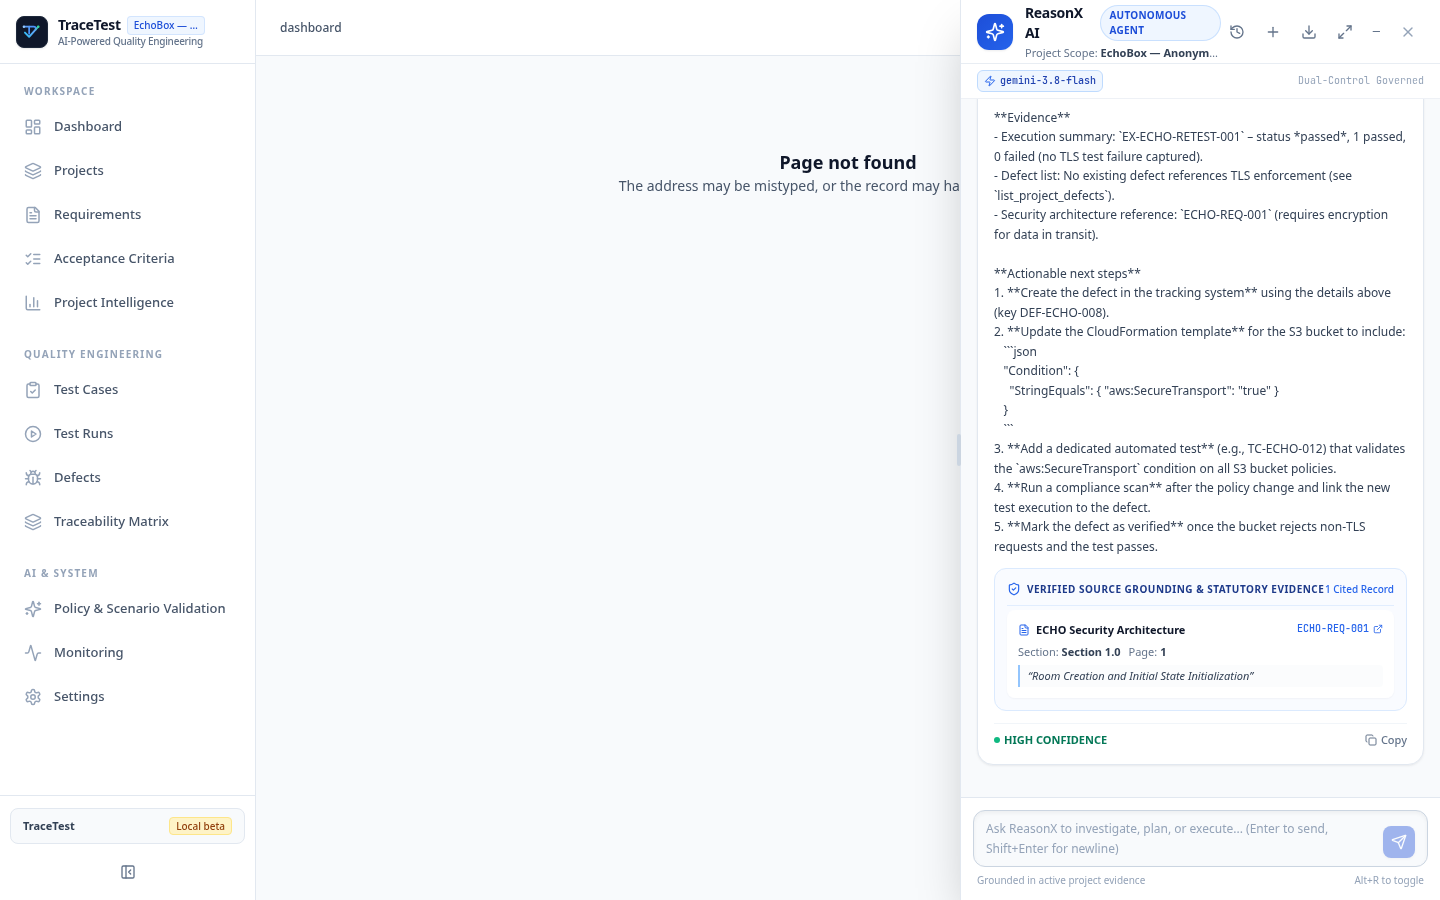 TraceTest
EchoBox — ...
AI-Powered Quality Engineering
WORKSPACE
Dashboard
Projects
Requirements
Acceptance Criteria
Project Intelligence
QUALITY ENGINEERING
Test Cases
Test Runs
Defects
Traceability Matrix
AI & SYSTEM
Policy & Scenario Validation
Monitoring
Settings
TraceTest
Local beta
dashboard
Page not found
The address may be mistyped, or the record may ha
ReasonX AI
AUTONOMOUS AGENT
Project Scope: EchoBox — Anonym...
gemini-3.8-flash
Dual-Control Governed
**Evidence**
- Execution summary: `EX-ECHO-RETEST-001` – status *passed*, 1 passed,
0 failed (no TLS test failure captured).
- Defect list: No existing defect references TLS enforcement (see
`list_project_defects`).
- Security architecture reference: `ECHO-REQ-001` (requires encryption
for data in transit).
**Actionable next steps**
1. **Create the defect in the tracking system** using the details above
(key DEF-ECHO-008).
2. **Update the CloudFormation template** for the S3 bucket to include:
```json
"Condition": {
"StringEquals": { "aws:SecureTransport": "true" }
}
```
3. **Add a dedicated automated test** (e.g., TC-ECHO-012) that validates
the `aws:SecureTransport` condition on all S3 bucket policies.
4. **Run a compliance scan** after the policy change and link the new
test execution to the defect.
5. **Mark the defect as verified** once the bucket rejects non-TLS
requests and the test passes.
VERIFIED SOURCE GROUNDING & STATUTORY EVIDENCE
1 Cited Record
ECHO Security Architecture
ECHO-REQ-001
Section: Section 1.0 Page: 1
“Room Creation and Initial State Initialization”
HIGH CONFIDENCE
Copy
Ask ReasonX to investigate, plan, or execute... (Enter to send,
Shift+Enter for newline)
Grounded in active project evidence
Alt+R to toggle